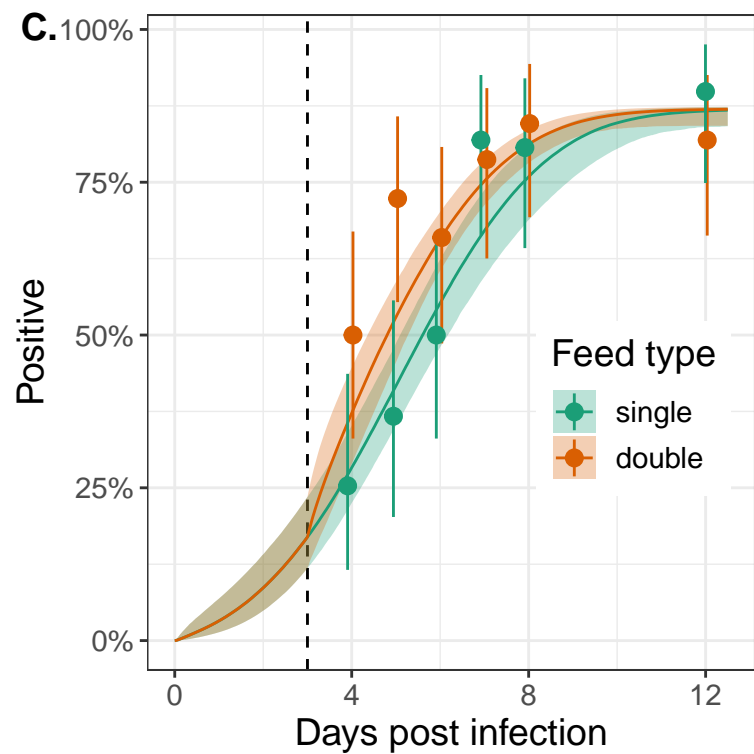 C.
100%
75%
50%
25%
0%
Positive
0 4 8 12
Days post infection
Feed type
single
double